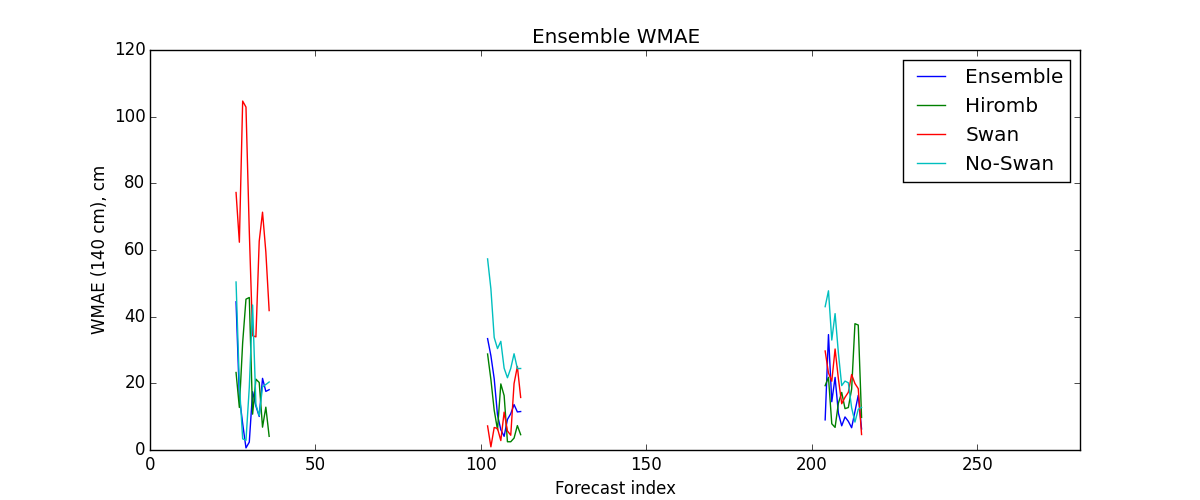 Ensemble WMAE
120
100
80
60
40
20
0
WMAE (140 cm), cm
Ensemble
Hiromb
Swan
No-Swan
0 50 100 150 200 250
Forecast index